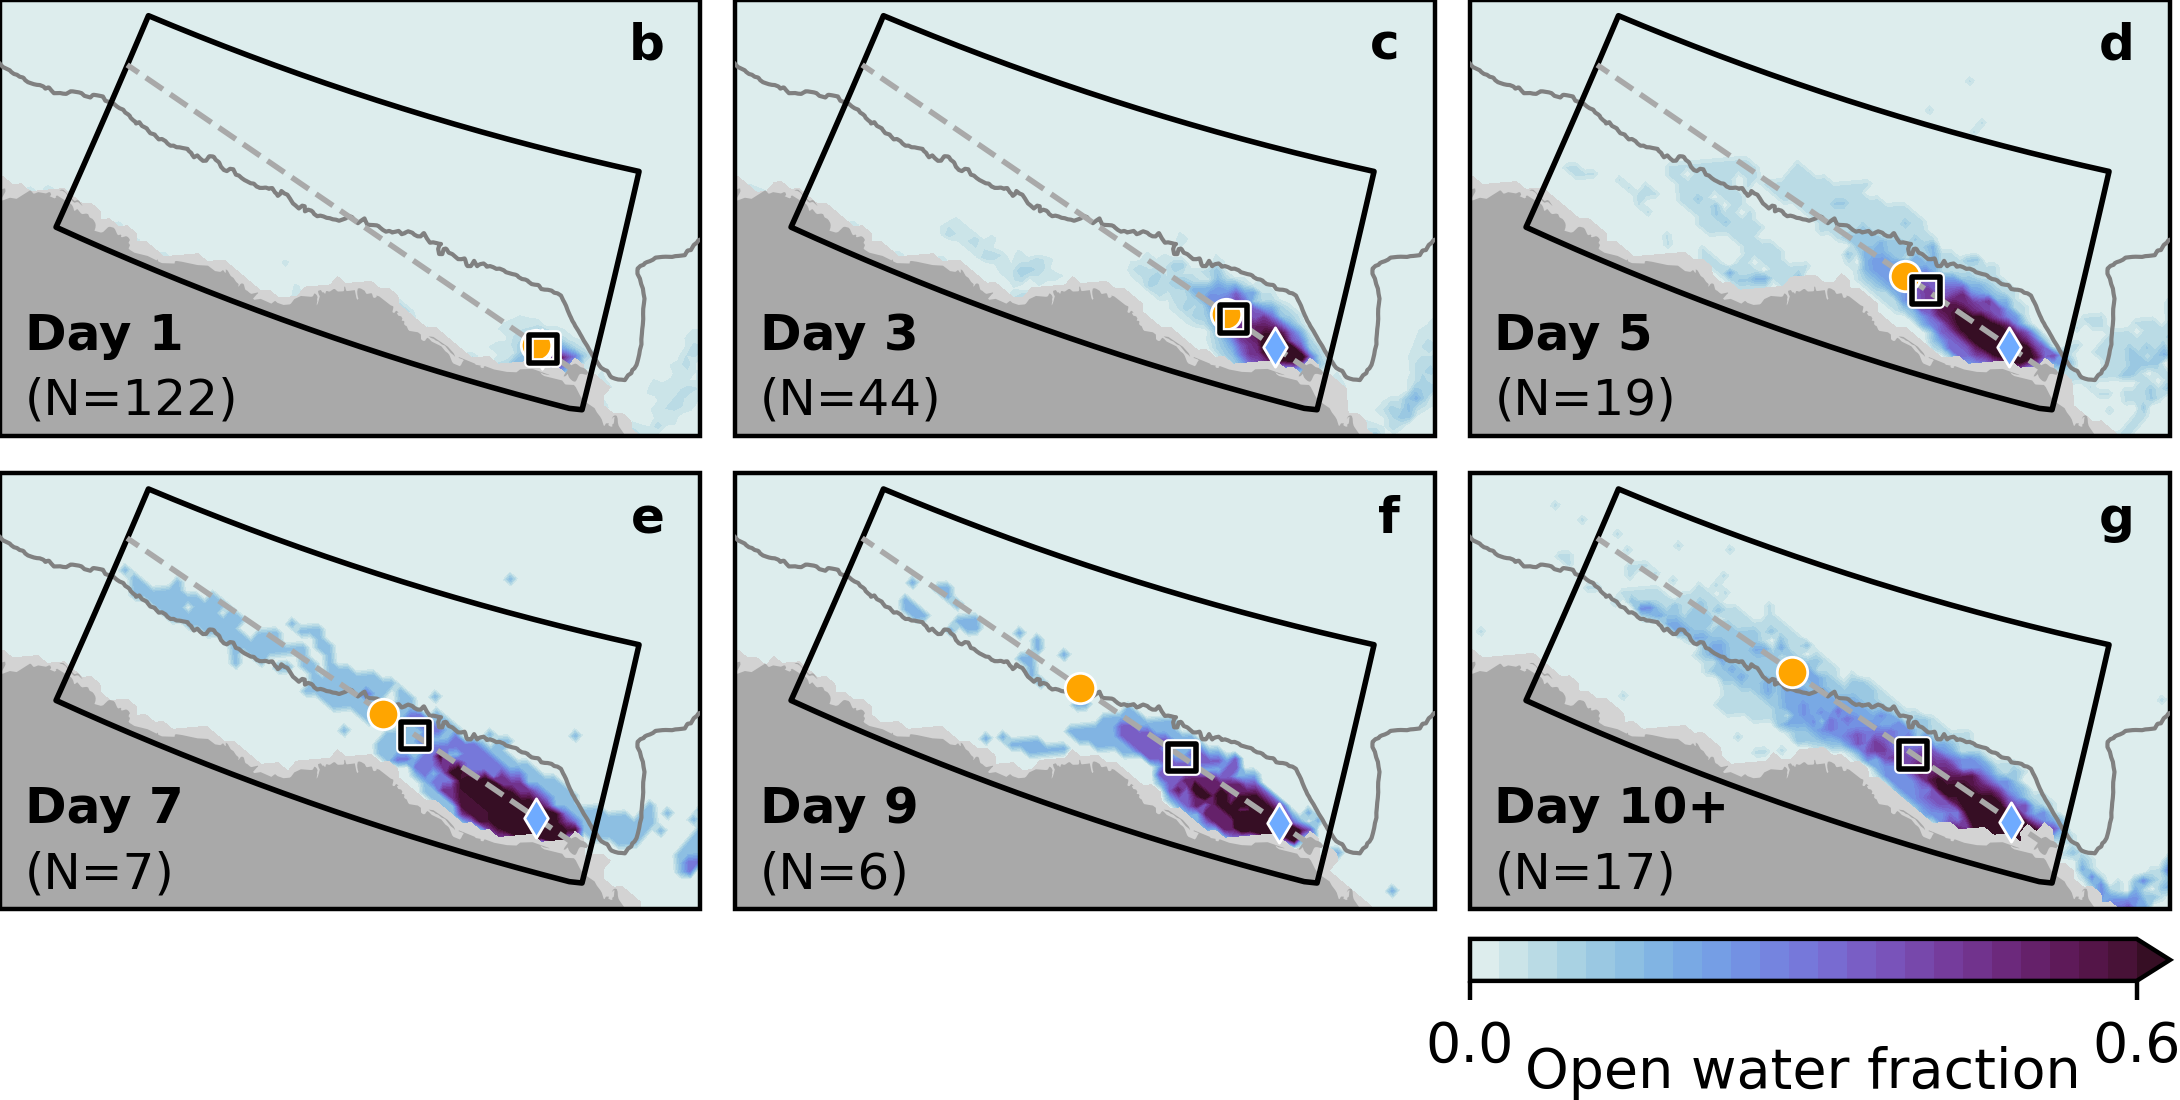 b
Day 1
(N=122)
c
Day 3
(N=44)
d
Day 5
(N=19)
e
Day 7
(N=7)
f
Day 9
(N=6)
g
Day 10+
(N=17)
0.0 0.6
Open water fraction